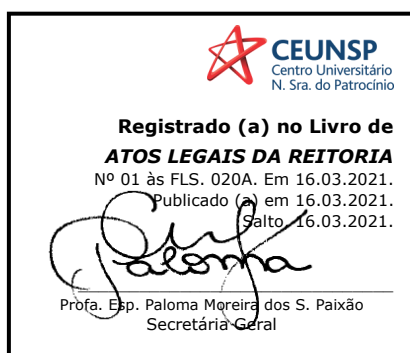 CEUNSP
Centro Universitário
N. Sra. do Patrocínio
Registrado (a) no Livro de
ATOS LEGAIS DA REITORIA
Nº 01 às FLS. 020A. Em 16.03.2021.
Publicado (a) em 16.03.2021.
Salto, 16.03.2021.
Paloma
Profa. Esp. Paloma Moreira dos S. Paixão
Secretária Geral